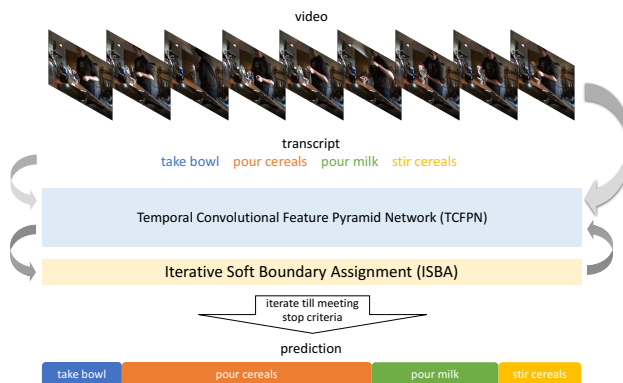 video
transcript
take bowl pour cereals pour milk stir cereals
Temporal Convolutional Feature Pyramid Network (TCFPN)
Iterative Soft Boundary Assignment (ISBA)
iterate till meeting
stop criteria
prediction
take bowl pour cereals pour milk stir cereals